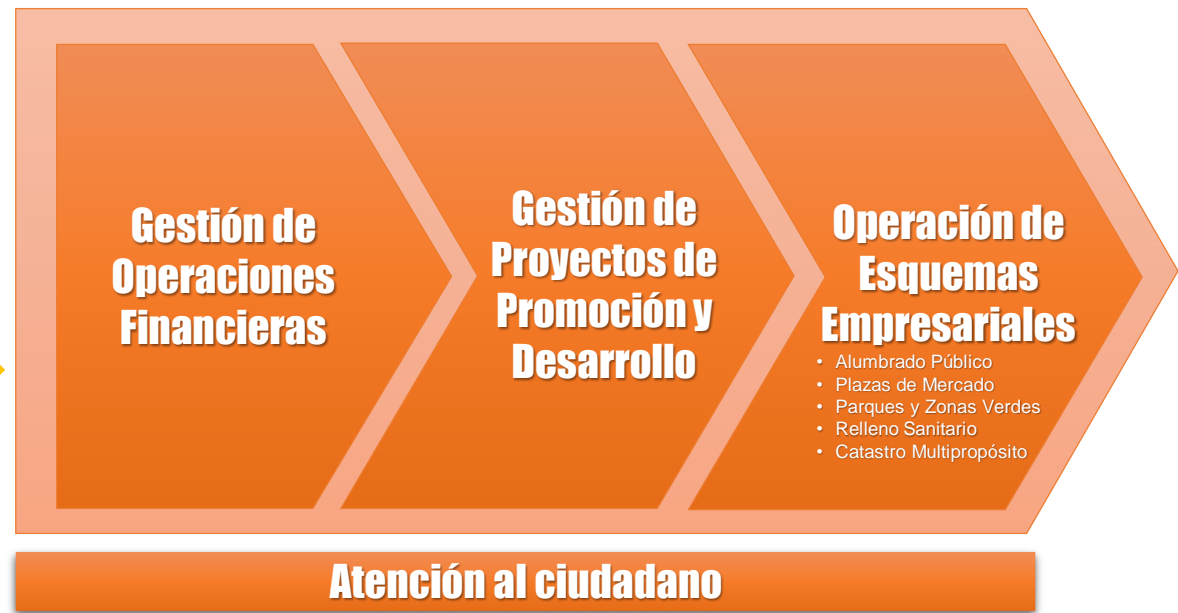 Gestión de
Operaciones
Financieras
Gestión de
Proyectos de
Promoción y
Desarrollo
Operación de
Esquemas
Empresariales
• Alumbrado Público
• Plazas de Mercado
• Parques y Zonas Verdes
• Relleno Sanitario
• Catastro Multipropósito
Atención al ciudadano